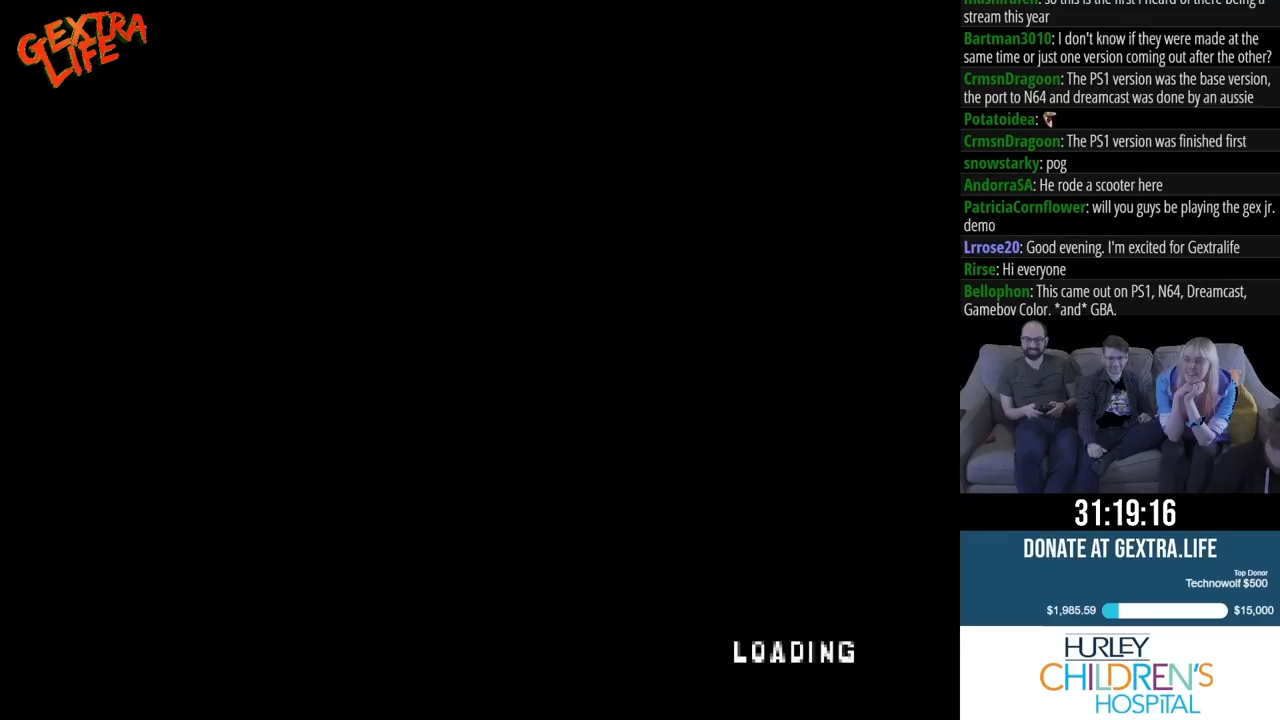 GEXTRA
LIFE
stream this year
Bartman3010: I don't know if they were made at the
same time or just one version coming out after the other?
CrmsnDragoon: The PS1 version was the base version,
the port to N64 and dreamcast was done by an aussie
Potatoidea:
CrmsnDragoon: The PS1 version was finished first
snowstarky: pog
AndorraSA: He rode a scooter here
PatriciaCornflower: will you guys be playing the gex jr.
demo
Lrrose20: Good evening. I'm excited for Gextralife
Rirse: Hi everyone
Bellophon: This came out on PS1, N64, Dreamcast,
Gameboy Color, *and* GBA.
31:19:16
DONATE AT GEXTRA.LIFE
Top Donor
Technowolf $500
$1,985.59 $15,000
LOADING
HURLEY
CHILDREN'S
HOSPITAL